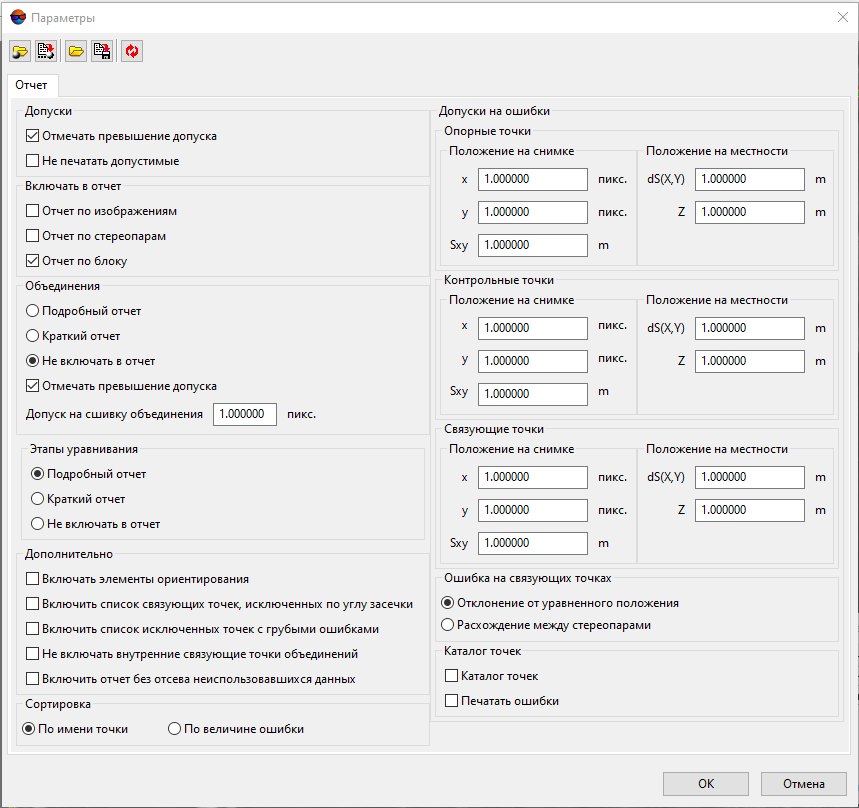 Параметры
Отчет
Допуски
Отмечать превышение допуска
Не печатать допустимые
Включать в отчет
Отчет по изображениям
Отчет по стереопарам
Отчет по блоку
Объединения
Подробный отчет
Краткий отчет
Не включать в отчет
Отмечать превышение допуска
Допуск на сшивку объединения 1.000000 пикс.
Этапы уравнивания
Подробный отчет
Краткий отчет
Не включать в отчет
Дополнительно
Включать элементы ориентирования
Включить список связующих точек, исключенных по углу засечки
Включить список исключенных точек с грубыми ошибками
Не включать внутренние связующие точки объединений
Включить отчет без отсева неиспользовавшихся данных
Сортировка
По имени точки По величине ошибки
Допуски на ошибки
Опорные точки
Положение на снимке Положение на местности
x 1.000000 пикс. dS(X,Y) 1.000000 m
y 1.000000 пикс. Z 1.000000 m
Sxy 1.000000 m
Контрольные точки
Положение на снимке Положение на местности
x 1.000000 пикс. dS(X,Y) 1.000000 m
y 1.000000 пикс. Z 1.000000 m
Sxy 1.000000 m
Связующие точки
Положение на снимке Положение на местности
x 1.000000 пикс. dS(X,Y) 1.000000 m
y 1.000000 пикс. Z 1.000000 m
Sxy 1.000000 m
Ошибка на связующих точках
Отклонение от уравненного положения
Расхождение между стереопарами
Каталог точек
Каталог точек
Печатать ошибки
OK Отмена